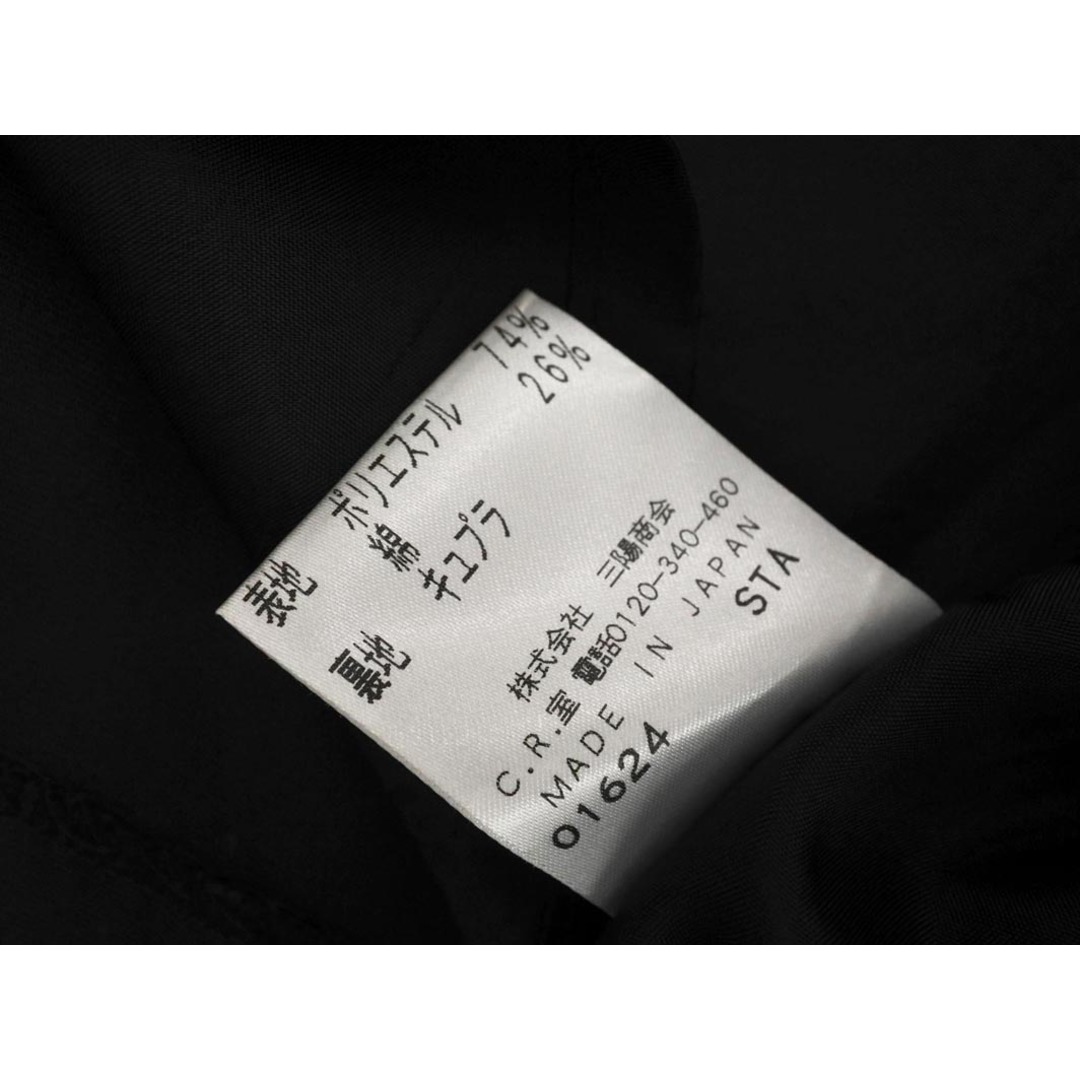 表地 ポリエステル 74%
綿 26%
裏地 キュプラ
株式会社 三陽商会
C.R.室 電話0120-340-460
MADE IN JAPAN
01624 STA